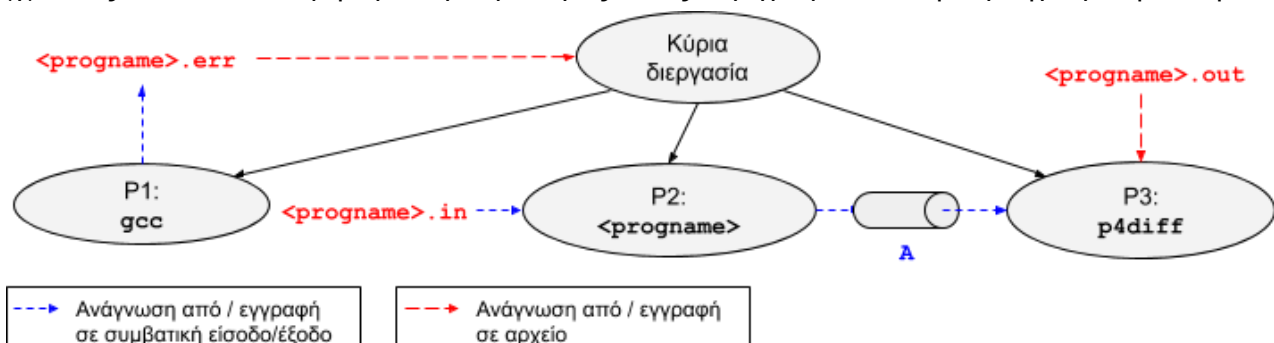 Κύρια
διεργασία
<progname>.err
<progname>.out
P1:
gcc
<progname>.in
P2:
<progname>
A
P3:
p4diff
Ανάγνωση από / εγγραφή
σε συμβατική είσοδο/έξοδο
Ανάγνωση από / εγγραφή
σε αρχείο